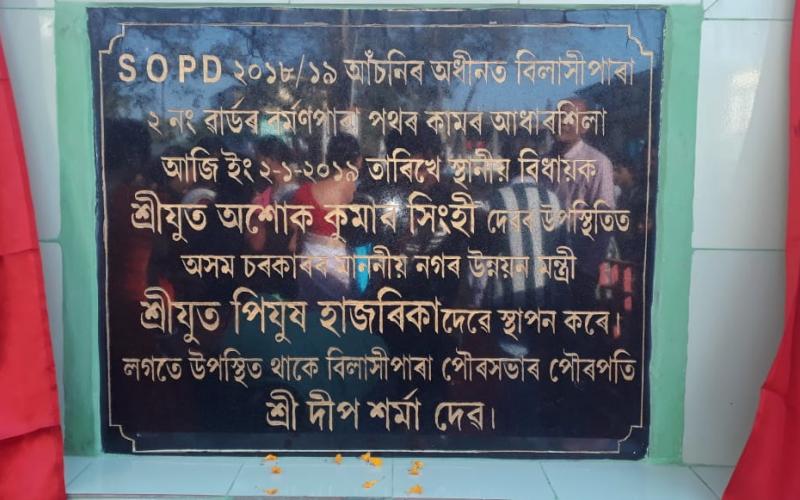 SOPD ২০১৮/১৯ আঁচনিৰ অধীনত বিলাসীপাৰা
২ নং ৱাৰ্ডৰ বৰ্মণপাৰা পথৰ কামৰ আধাৰশিলা
আজি ইং ২-১-২০১৯ তাৰিখে স্থানীয় বিধায়ক
শ্ৰীযুত অশোক কুমাৰ সিংহী দেৱৰ উপস্থিতিত
অসম চৰকাৰৰ মাননীয় নগৰ উন্নয়ন মন্ত্ৰী
শ্ৰীযুত পিযুষ হাজৰিকাদেৱে স্থাপন কৰে।
লগতে উপস্থিত থাকে বিলাসীপাৰা পৌৰসভাৰ পৌৰপতি
শ্ৰী দীপ শৰ্মা দেৱ।